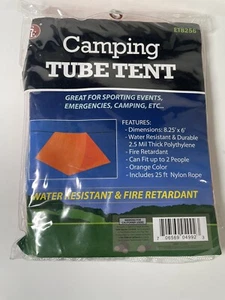 ETB256
Camping
TUBE TENT
GREAT FOR SPORTING EVENTS,
EMERGENCIES, CAMPING, ETC..
FEATURES:
- Dimensions: 8.25' x 6'
- Water Resistant & Durable
2.5 Mil Thick Polyethylene
- Fire Retardant
- Can Fit up to 2 People
- Orange Color
- Includes 25 ft Nylon Rope
WATER RESISTANT & FIRE RETARDANT